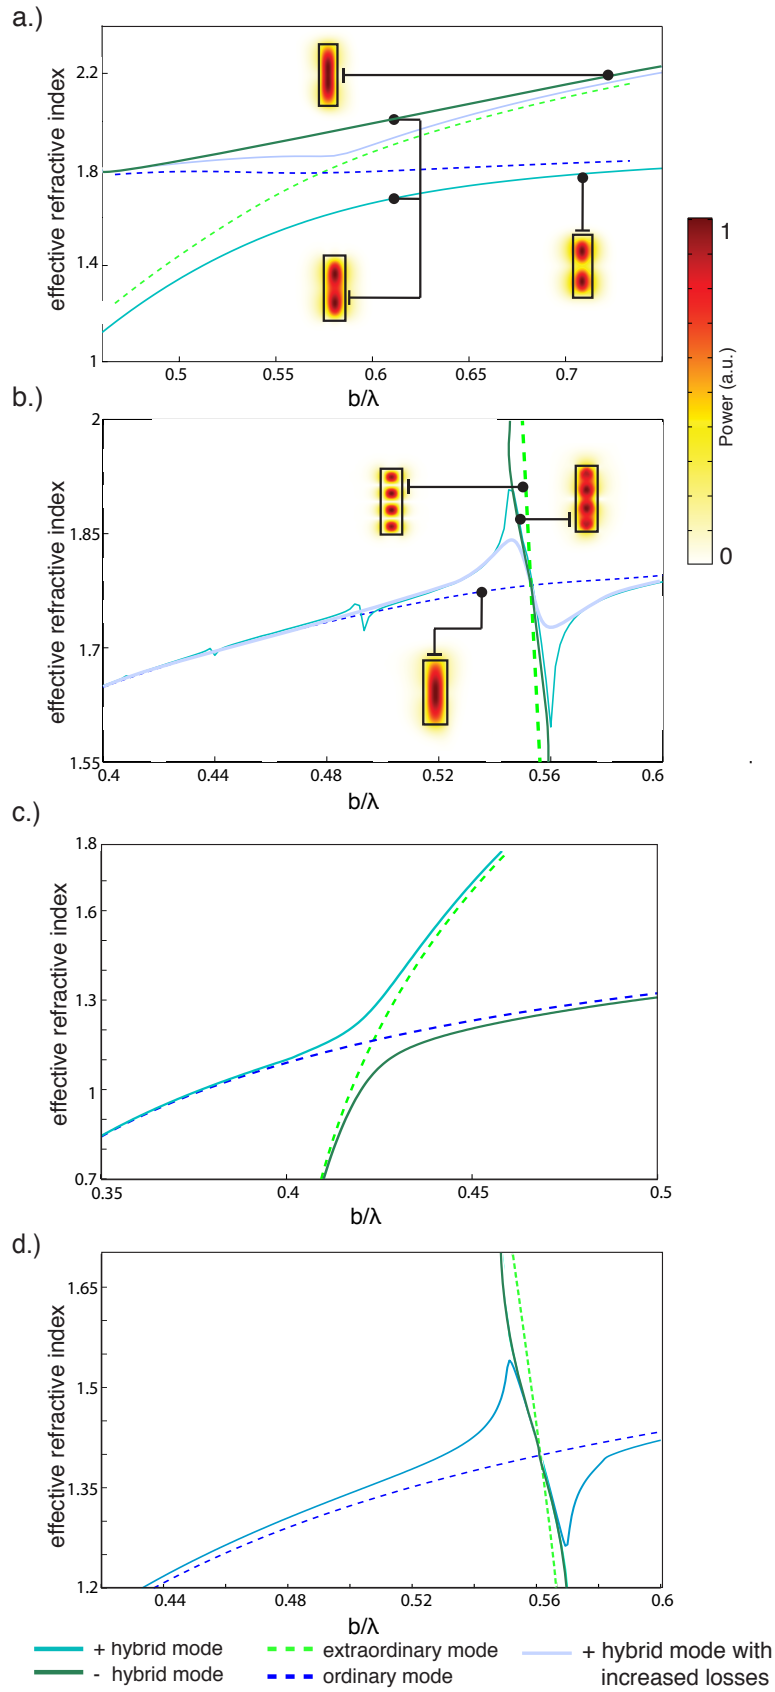 a.)
effective refractive index
2.2
1.8
1.4
1
0.5
0.6
0.65
0.7
0.55
b/λ
1
0
Power (a.u.)
b.)
effective refractive index
2
1.85
1.7
1.55
0.4
0.44
0.48
0.52
0.56
0.6
b/λ
c.)
effective refractive index
1.8
1.6
1.3
1
0.7
0.35
0.4
0.45
0.5
b/λ
d.)
effective refractive index
1.65
1.5
1.35
1.2
0.44
0.48
0.52
0.56
0.6
b/λ
+ hybrid mode
- hybrid mode
extraordinary mode
ordinary mode
+ hybrid mode with
increased losses